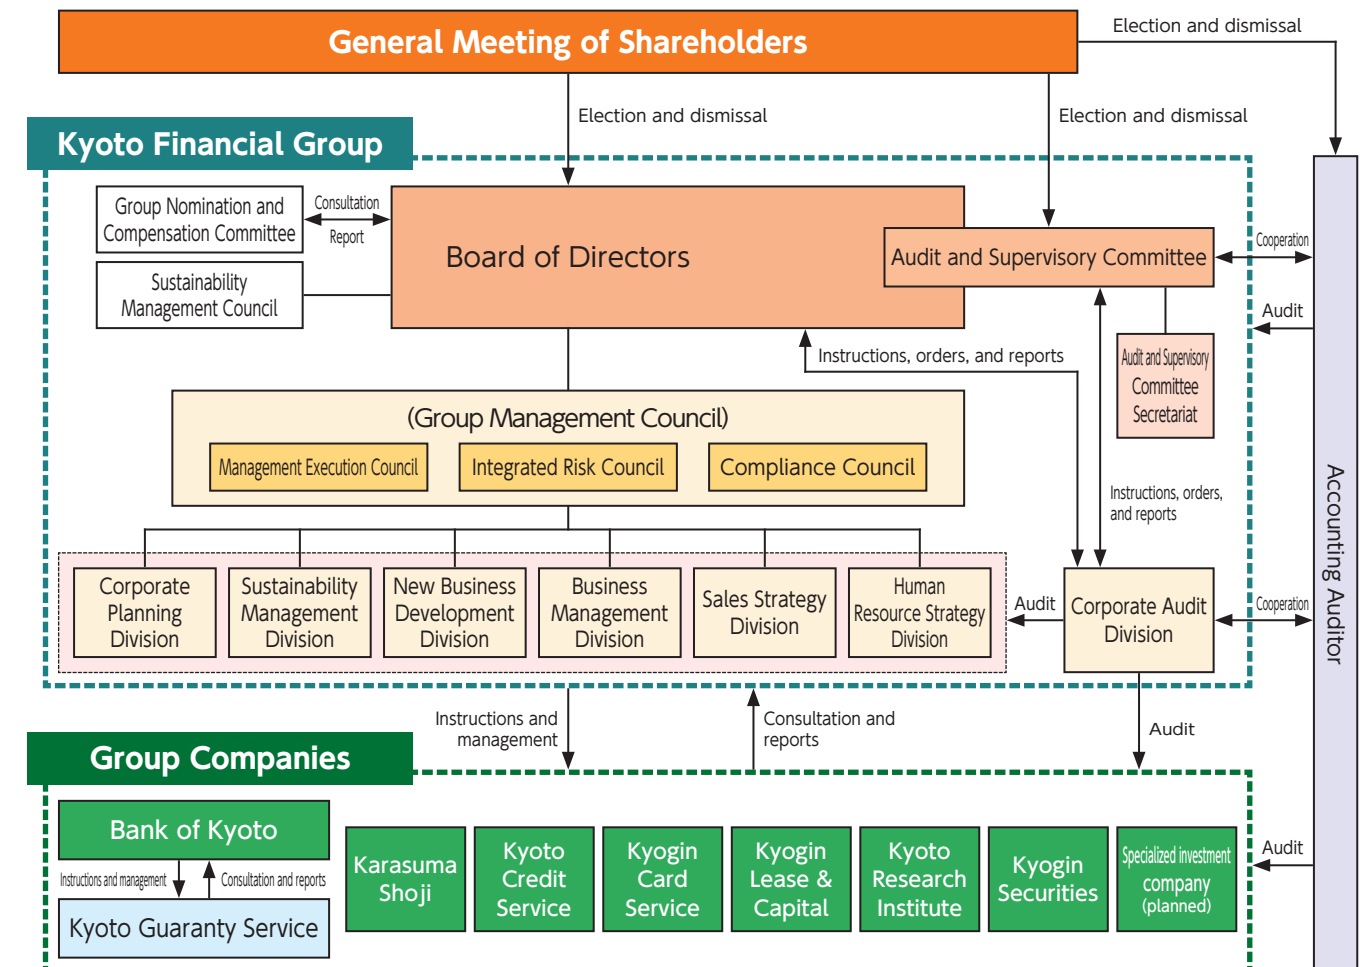 General Meeting of Shareholders
Election and dismissal
Election and dismissal
Election and dismissal
Kyoto Financial Group
Group Nomination and
Compensation Committee
Consultation
Report
Board of Directors
Audit and Supervisory Committee
Cooperation
Sustainability
Management Council
Audit
Instructions, orders, and reports
Audit and Supervisory
Committee
Secretariat
(Group Management Council)
Management Execution Council
Integrated Risk Council
Compliance Council
Instructions, orders,
and reports
Accounting Auditor
Corporate
Planning
Division
Sustainability
Management
Division
New Business
Development
Division
Business
Management
Division
Sales Strategy
Division
Human
Resource Strategy
Division
Audit
Corporate Audit
Division
Cooperation
Instructions and
management
Consultation and
reports
Audit
Group Companies
Bank of Kyoto
Instructions and management
Consultation and reports
Kyoto Guaranty Service
Karasuma
Shoji
Kyoto
Credit
Service
Kyogin
Card
Service
Kyogin
Lease &
Capital
Kyoto
Research
Institute
Kyogin
Securities
Specialized investment
company
(planned)
Audit